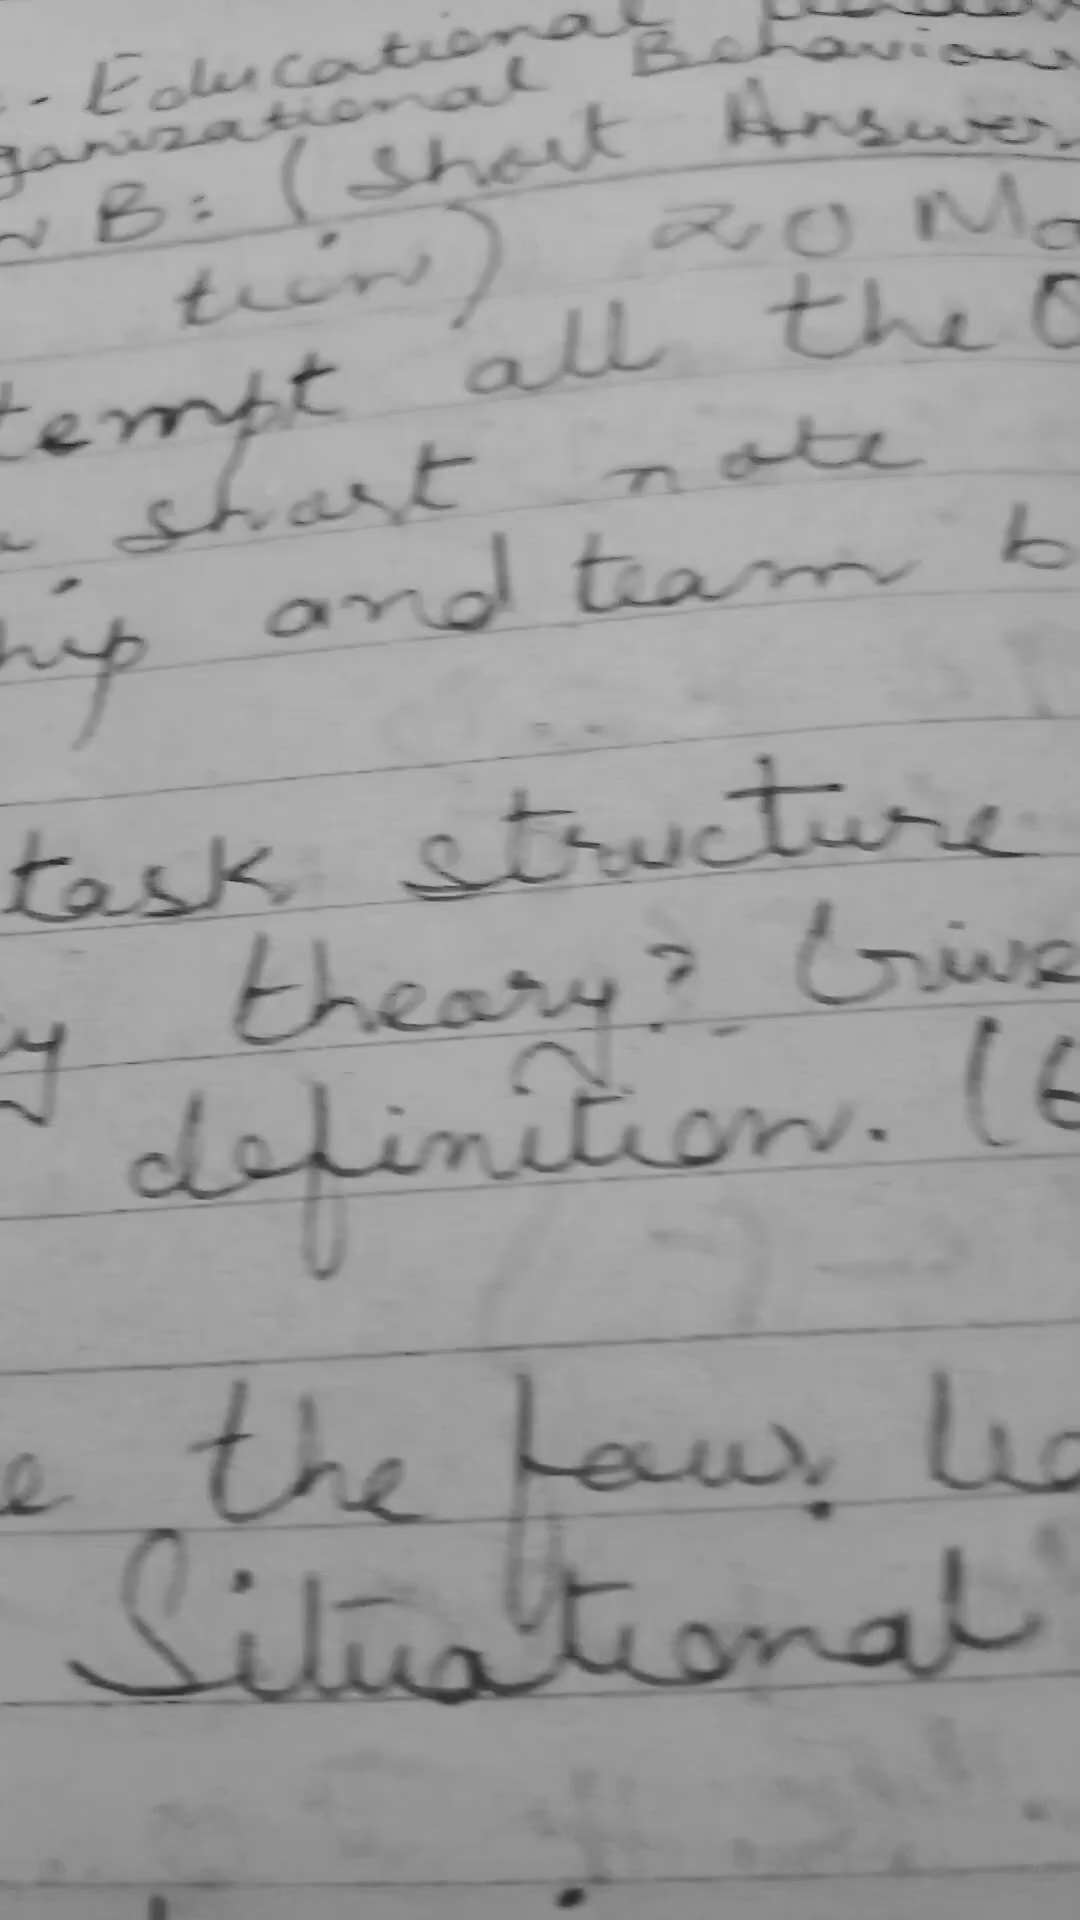 Educational
ganizational Behaviour
B: (Short Answer
tion) 20 Ma
tempt all the Q
short note
hip and team b
task structure
y theory? Give
definition. (6
e the four. lea
Situational